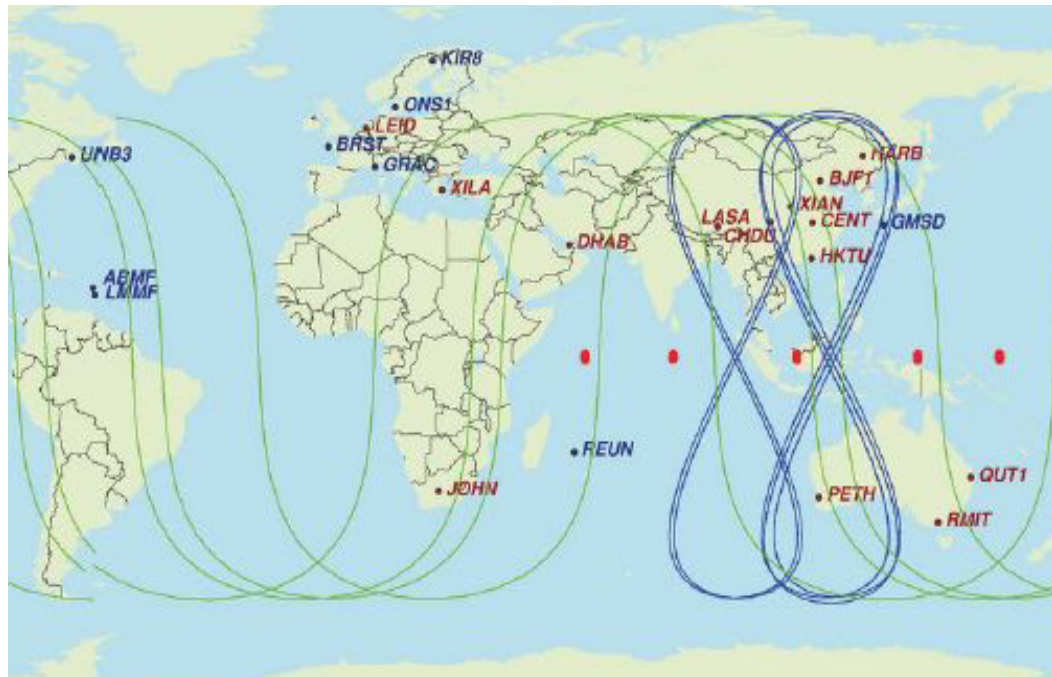 KIR8
ONS1
LEID
UNB3
BRST
HARB
GRAC
BJF1
XILA
XIAN
LASA
CENT
GMSD
CHDU
DHAB
HKTU
ABMF
LMMF
REUN
QUT1
JOHN
PETH
RMIT